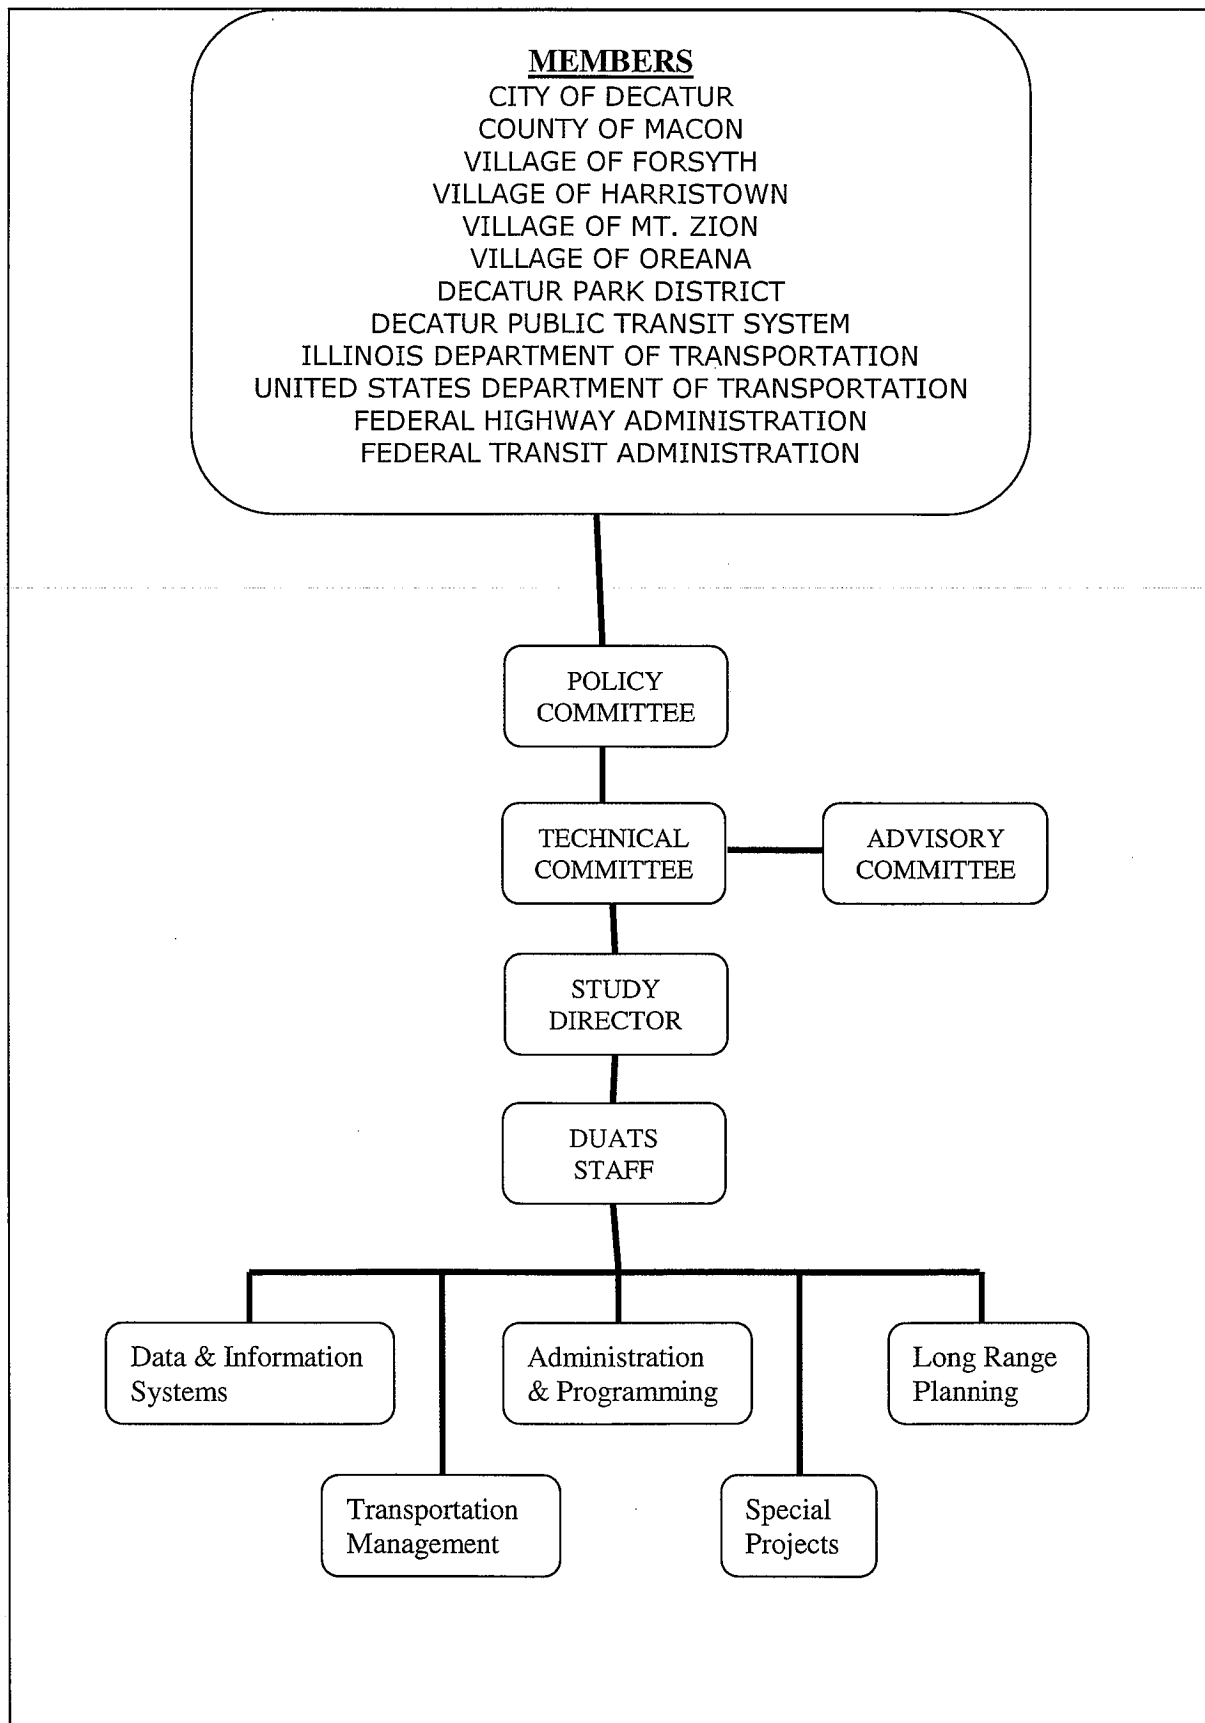 MEMBERS
CITY OF DECATUR
COUNTY OF MACON
VILLAGE OF FORSYTH
VILLAGE OF HARRISTOWN
VILLAGE OF MT. ZION
VILLAGE OF OREANA
DECATUR PARK DISTRICT
DECATUR PUBLIC TRANSIT SYSTEM
ILLINOIS DEPARTMENT OF TRANSPORTATION
UNITED STATES DEPARTMENT OF TRANSPORTATION
FEDERAL HIGHWAY ADMINISTRATION
FEDERAL TRANSIT ADMINISTRATION
POLICY
COMMITTEE
TECHNICAL
COMMITTEE
ADVISORY
COMMITTEE
STUDY
DIRECTOR
DUATS
STAFF
Data & Information
Systems
Administration
& Programming
Long Range
Planning
Transportation
Management
Special
Projects